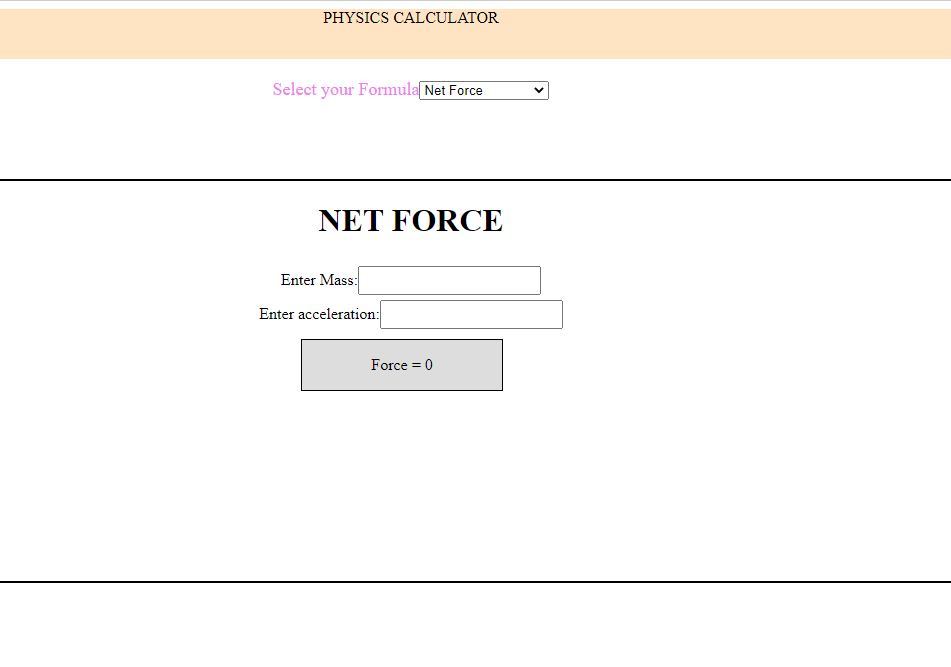 PHYSICS CALCULATOR
Select your Formula Net Force
NET FORCE
Enter Mass:
Enter acceleration:
Force = 0